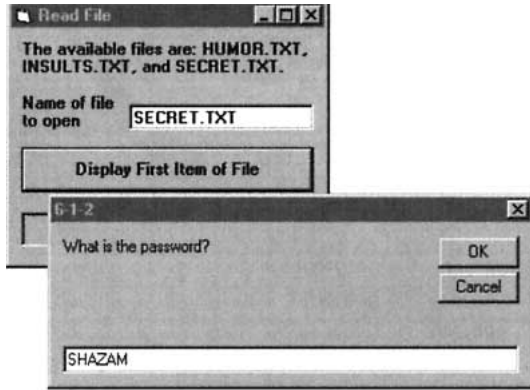 Read File
The available files are: HUMOR.TXT,
INSULTS.TXT, and SECRET.TXT.
Name of file
to open
SECRET.TXT
Display First Item of File
6-1-2
What is the password?
OK
Cancel
SHAZAM